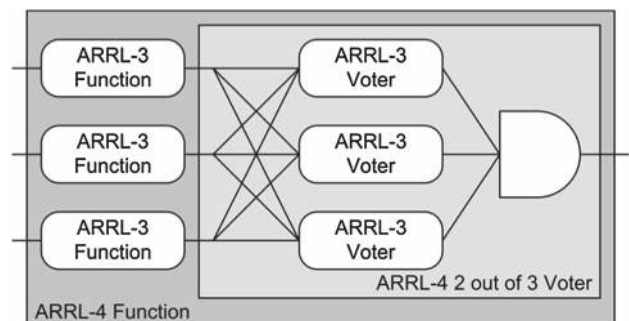 ARRL-3
Function
ARRL-3
Voter
ARRL-3
Function
ARRL-3
Voter
ARRL-3
Function
ARRL-3
Voter
ARRL-4 2 out of 3 Voter
ARRL-4 Function